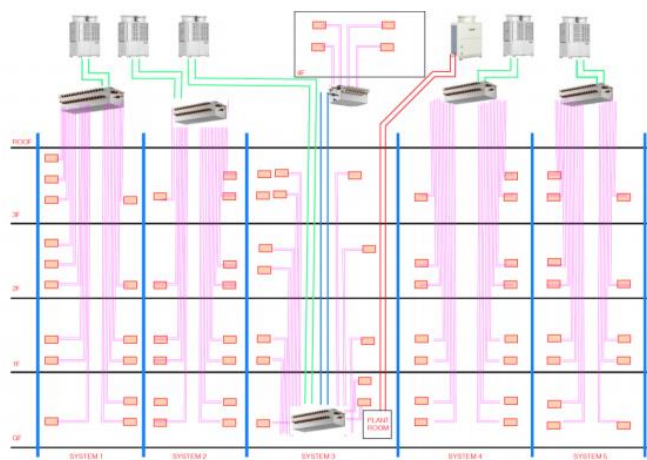 4F
ROOF
3F
2F
1F
PLANT
ROOM
GF
SYSTEM 1
SYSTEM 2
SYSTEM 3
SYSTEM 4
SYSTEM 5